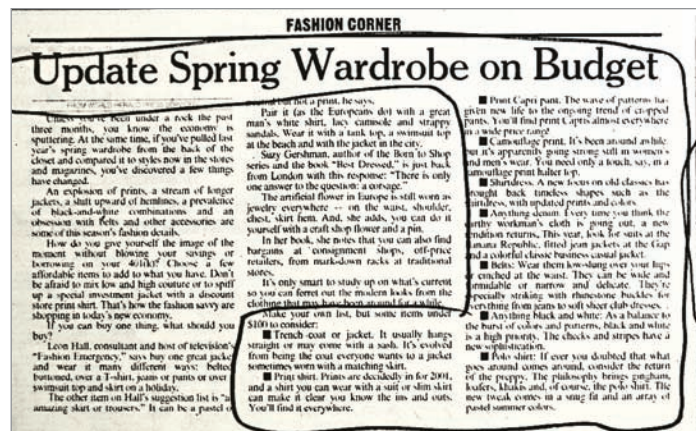 FASHION CORNER
Update Spring Wardrobe on Budget
Unless you've been under a rock the past
three months, you know the economy is
sputtering. At the same time, if you've pulled last
year's spring wardrobe from the back of the
closet and compared it to styles now in the stores
and magazines, you've discovered a few things
have changed.
An explosion of prints, a stream of longer
jackets, a shift upward of hemlines, a prevalence
of black-and-white combinations and an
obsession with felts and other accessories are
some of this season's fashion details.
How do you give yourself the image of the
moment without blowing your savings or
borrowing on your 401(k)? Choose a few
affordable items to add to what you have. Don't
be afraid to mix low and high couture or to spiff
up a special investment jacket with a discount
store print shirt. That's how the fashion savvy are
shopping in today's new economy.
If you can buy one thing, what should you
buy?
Leon Hall, consultant and host of television's
"Fashion Emergency," says buy one great jacket
and wear it many different ways: belted,
buttoned, over a T-shirt, jeans or pants or over a
swimsuit top and skirt on a holiday.
The other item on Hall's suggestion list is "an
amazing skirt or trousers." It can be a pastel or
but not a print, he says.
Pair it (as the Europeans do) with a great
man's white shirt, lacy camisole and strappy
sandals. Wear it with a tank top, a swimsuit top
at the beach and with the jacket in the city.
Suzy Gershman, author of the Born to Shop
series and the book "Best Dressed," is just back
from London with this response: "There is only
one answer to the question: a corsage."
The artificial flower in Europe is still worn as
jewelry everywhere -- on the waist, shoulder,
chest, skirt hem. And, she adds, you can do it
yourself with a craft shop flower and a pin.
In her book, she notes that you can also find
bargains at consignment shops, off-price
retailers, from mark-down racks at traditional
stores.
It's only smart to study up on what's current
so you can ferret out the modern looks from the
clothing that may have been around for a while.
Make your own list, but some items under
$100 to consider:
■ Trench coat or jacket. It usually hangs
straight or may come with a sash. It's evolved
from being the coat everyone wants to a jacket
sometimes worn with a matching skirt.
■ Print shirt. Prints are decidedly in for 2001,
and a shirt you can wear with a suit or slim skirt
can make it clear you know the ins and outs.
You'll find it everywhere.
■ Print Capri pant. The wave of patterns has
given new life to the ongoing trend of cropped
pants. You'll find print Capris almost everywhere
in a wide price range!
■ Camouflage print. It's been around awhile
but it's apparently going strong still in women's
and men's wear. You need only a touch, say, in a
camouflage print halter top.
■ Shirtdress. A new focus on old classics has
brought back timeless shapes such as the
shirtdress, with updated prints and colors.
■ Anything denim. Every time you think the
earthy workman's cloth is going out, a new
rendition returns. This year, look for suits at the
Banana Republic, fitted jean jackets at the Gap
and a colorful classic business casual jacket.
■ Belts: Wear them low-slung over your hips
or cinched at the waist. They can be wide and
formidable or narrow and delicate. They're
especially striking with rhinestone buckles for
everything from jeans to soft sheer club dresses.
■ Anything black and white: As a balance to
the burst of colors and patterns, black and white
is a high priority. The checks and stripes have a
new sophistication.
■ Polo shirt: If ever you doubted that what
goes around comes around, consider the return
of the preppy. The philosophy brings gingham,
loafers, khakis and, of course, the polo shirt. The
new tweak comes in a snug fit and an array of
pastel summer colors.